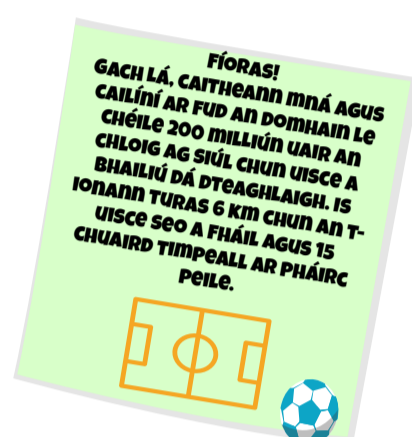 Fíoras!
Gach lá, caitheann mná agus
cailíní ar fud an domhain le
chéile 200 milliún uair an
chloig ag siúl chun uisce a
bhailiú dá dteaghlaigh. Is
ionann turas 6 km chun an t-
uisce seo a fháil agus 15
chuaird timpeall ar pháirc
peile.